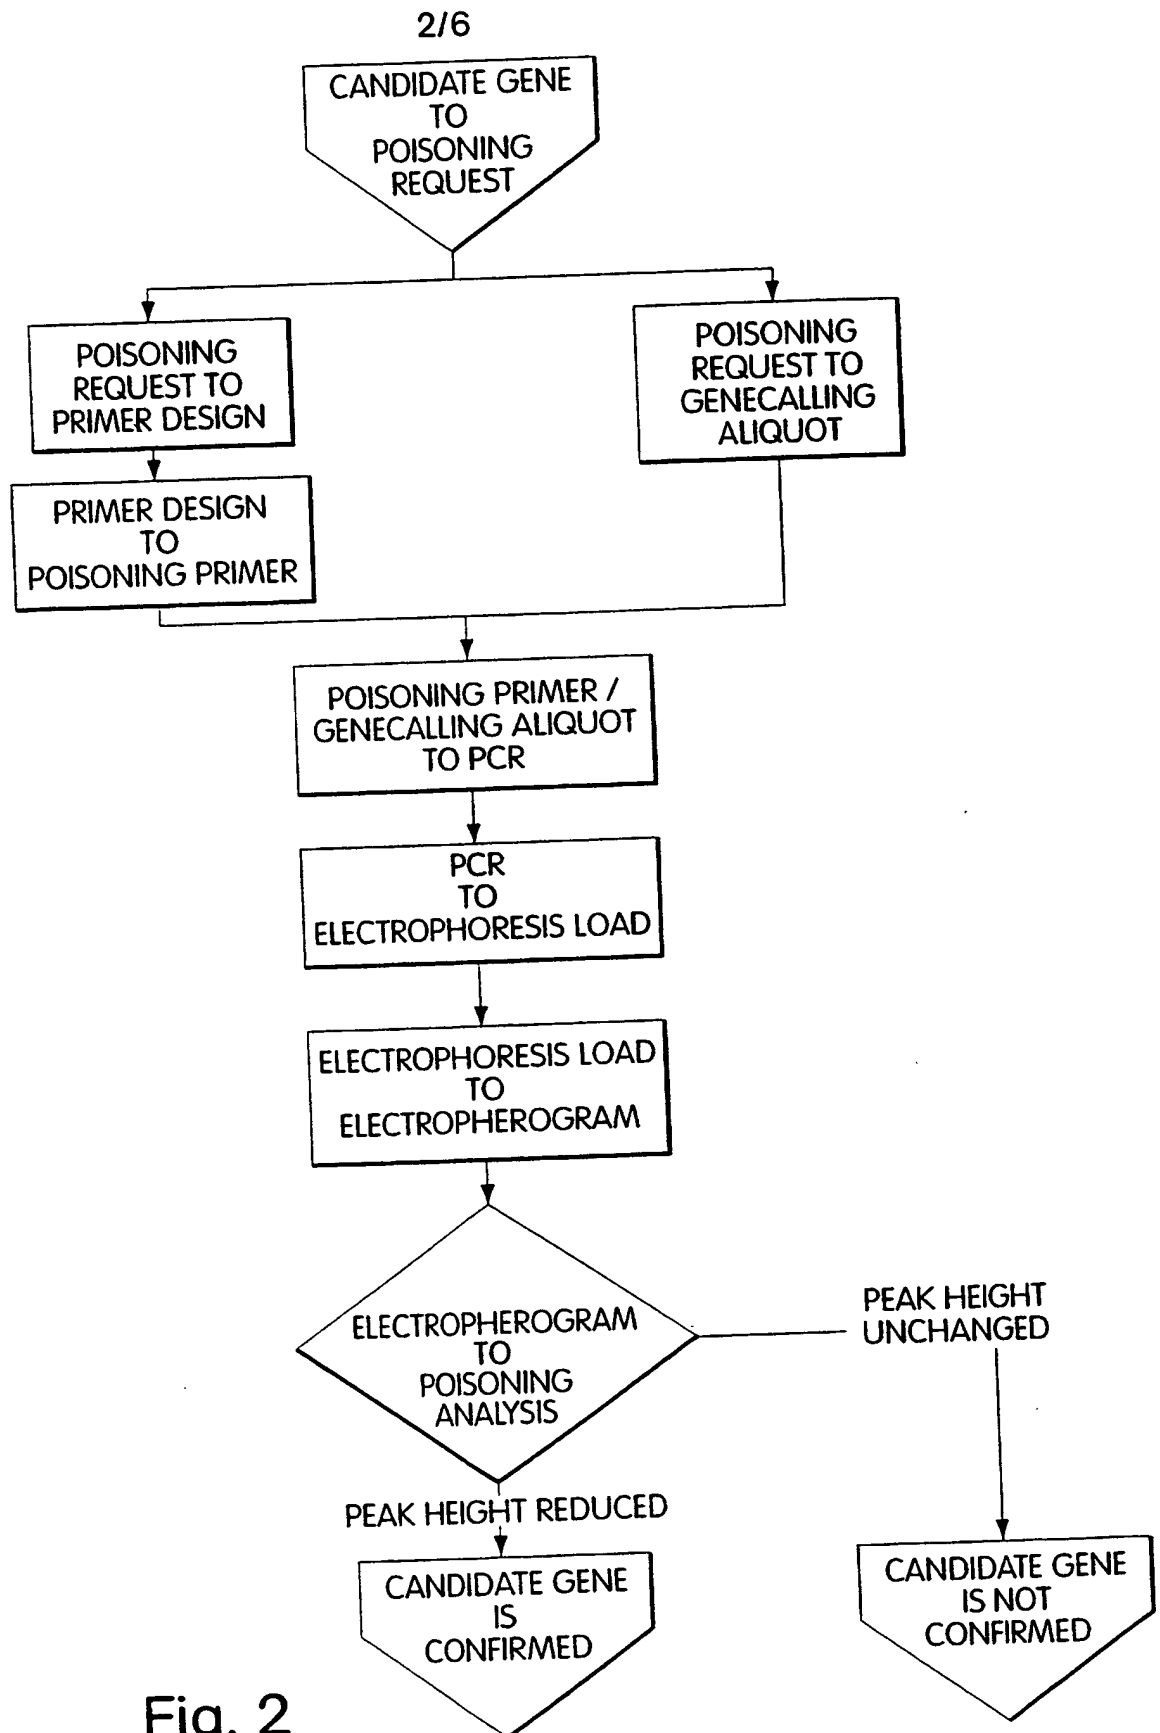 2/6
CANDIDATE GENE
TO
POISONING
REQUEST
POISONING
REQUEST TO
PRIMER DESIGN
POISONING
REQUEST TO
GENECALLING
ALIQUOT
PRIMER DESIGN
TO
POISONING PRIMER
POISONING PRIMER /
GENECALLING ALIQUOT
TO PCR
PCR
TO
ELECTROPHORESIS LOAD
ELECTROPHORESIS LOAD
TO
ELECTROPHEROGRAM
ELECTROPHEROGRAM
TO
POISONING
ANALYSIS
PEAK HEIGHT
UNCHANGED
PEAK HEIGHT REDUCED
CANDIDATE GENE
IS
CONFIRMED
CANDIDATE GENE
IS NOT
CONFIRMED
Fig. 2